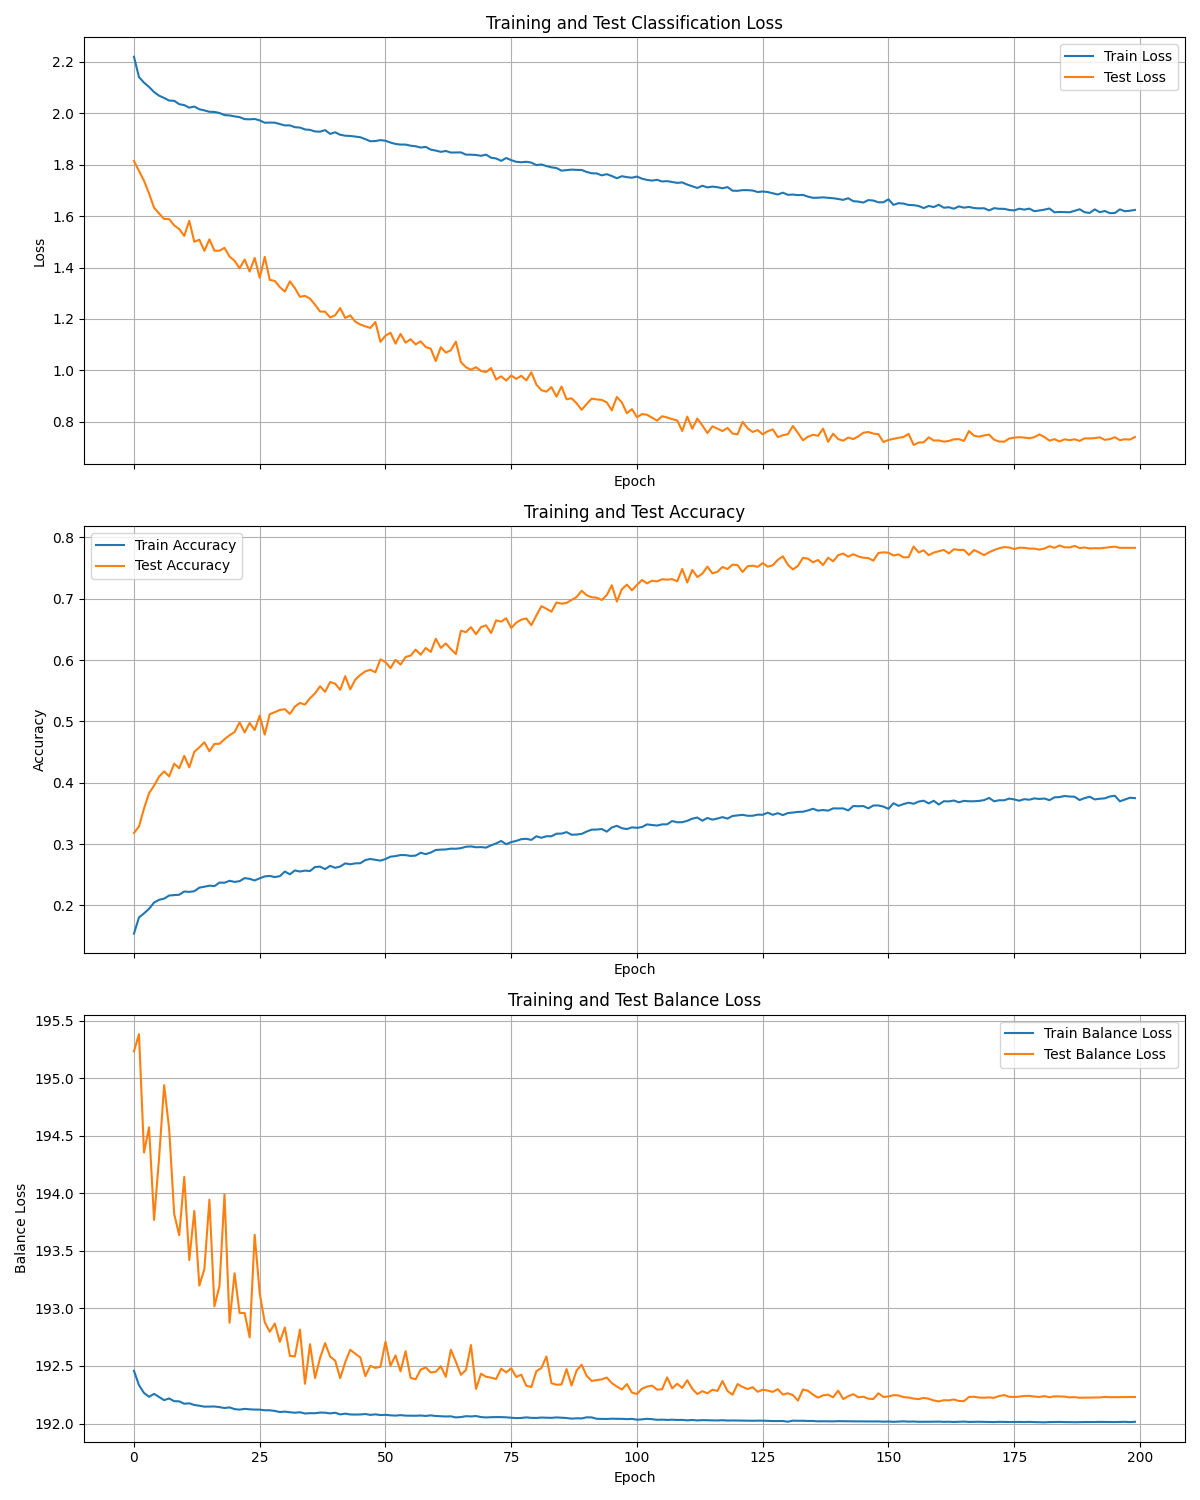 Training and Test Classification Loss
2.2
2.0
1.8
1.6
1.4
1.2
1.0
0.8
Loss
Train Loss
Test Loss
Epoch
Training and Test Accuracy
0.8
0.7
0.6
0.5
0.4
0.3
0.2
Accuracy
Train Accuracy
Test Accuracy
Epoch
Training and Test Balance Loss
195.5
195.0
194.5
194.0
193.5
193.0
192.5
192.0
Balance Loss
Train Balance Loss
Test Balance Loss
0 25 50 75 100 125 150 175 200
Epoch